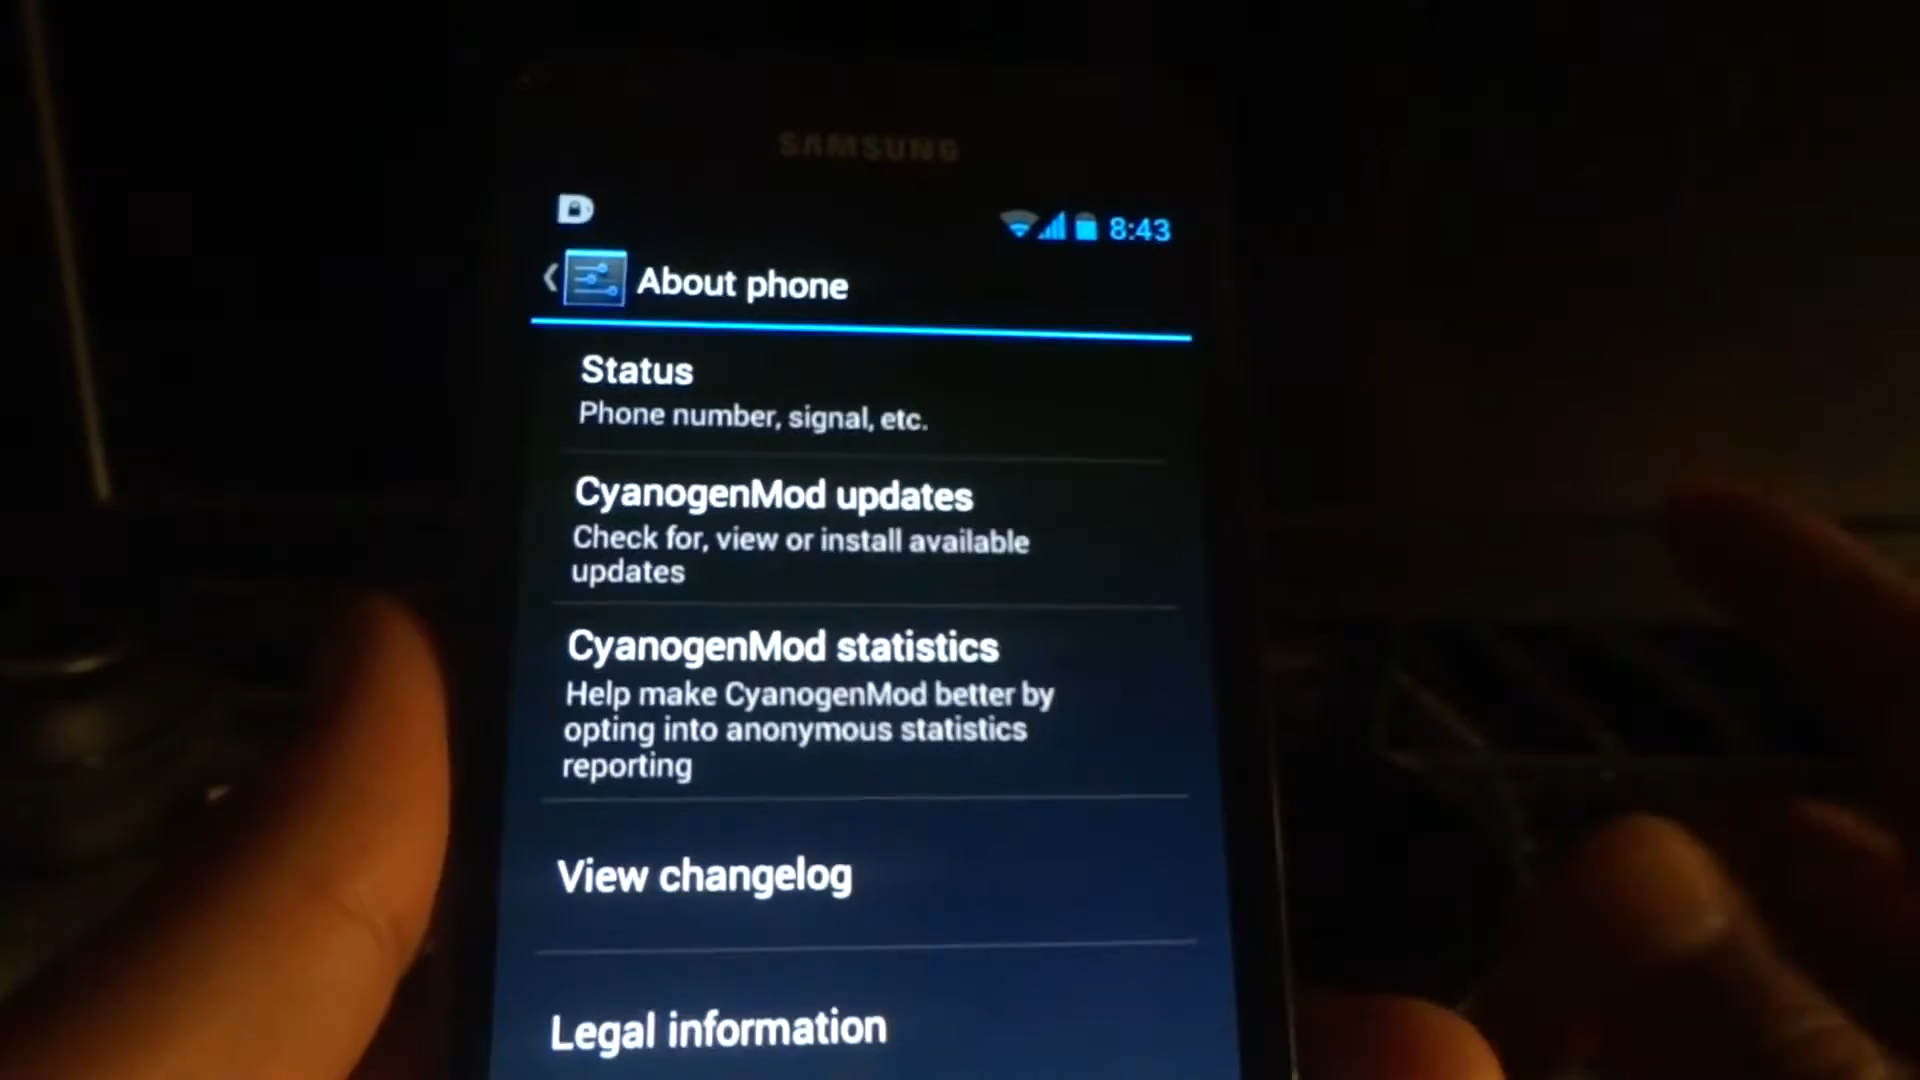 SAMSUNG
8:43
About phone
Status
Phone number, signal, etc.
CyanogenMod updates
Check for, view or install available
updates
CyanogenMod statistics
Help make CyanogenMod better by
opting into anonymous statistics
reporting
View changelog
Legal information